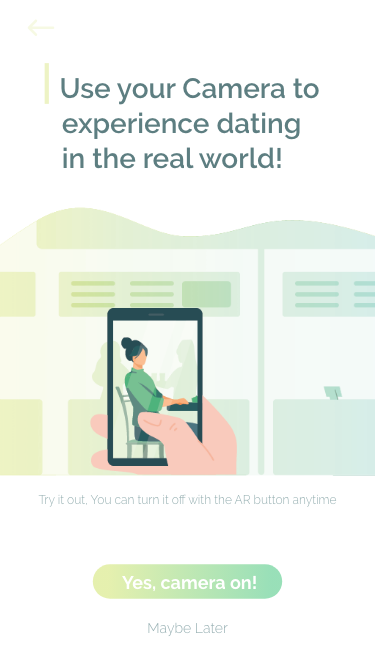 Use your Camera to
experience dating
in the real world!
Try it out, You can turn it off with the AR button anytime
Yes, camera on!
Maybe Later